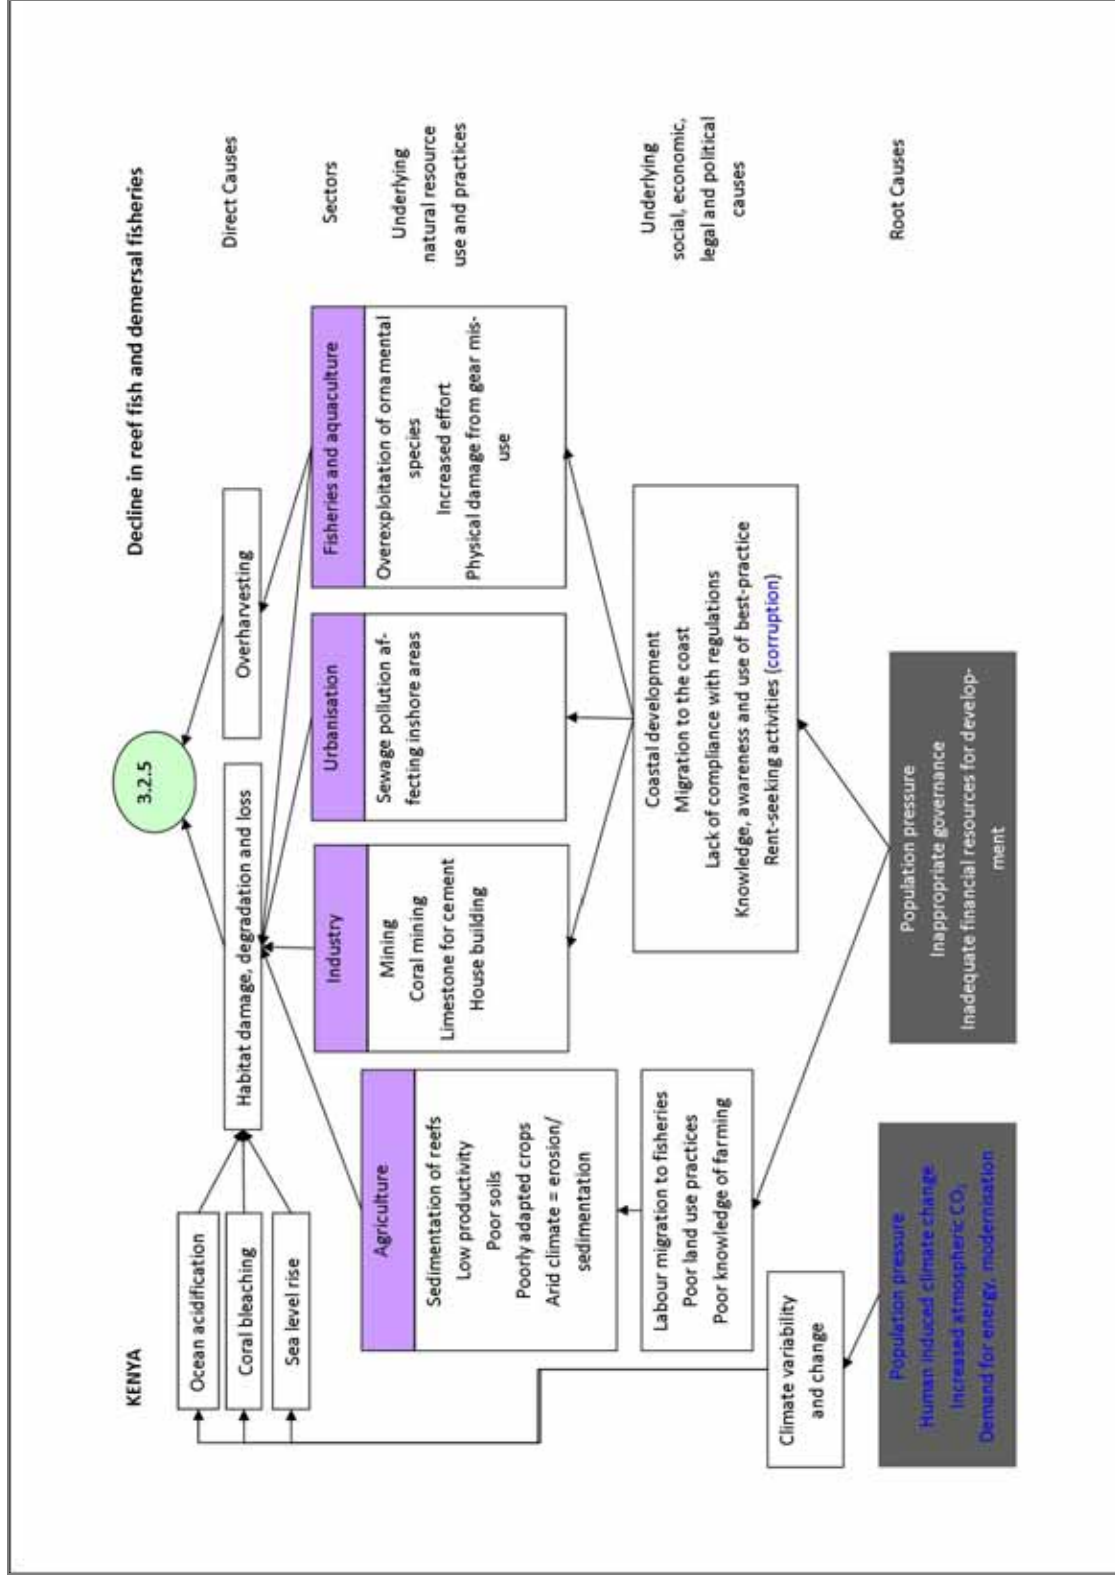 KENYA
Decline in reef fish and demersal fisheries
3.2.5
Direct Causes
Ocean acidification
Coral bleaching
Sea level rise
Habitat damage, degradation and loss
Overharvesting
Sectors
Agriculture
Industry
Urbanisation
Fisheries and aquaculture
Underlying
natural resource
use and practices
Sedimentation of reefs
Low productivity
Poor soils
Poorly adapted crops
Arid climate = erosion/
sedimentation
Mining
Coral mining
Limestone for cement
House building
Sewage pollution af-
fecting inshore areas
Overexploitation of ornamental
species
Increased effort
Physical damage from gear mis-
use
Underlying
social, economic,
legal and political
causes
Labour migration to fisheries
Poor land use practices
Poor knowledge of farming
Coastal development
Migration to the coast
Lack of compliance with regulations
Knowledge, awareness and use of best-practice
Rent-seeking activities (corruption)
Climate variability
and change
Root Causes
Population pressure
Human induced climate change
Increased atmospheric CO₂
Demand for energy, modernisation
Population pressure
Inappropriate governance
Inadequate financial resources for develop-
ment